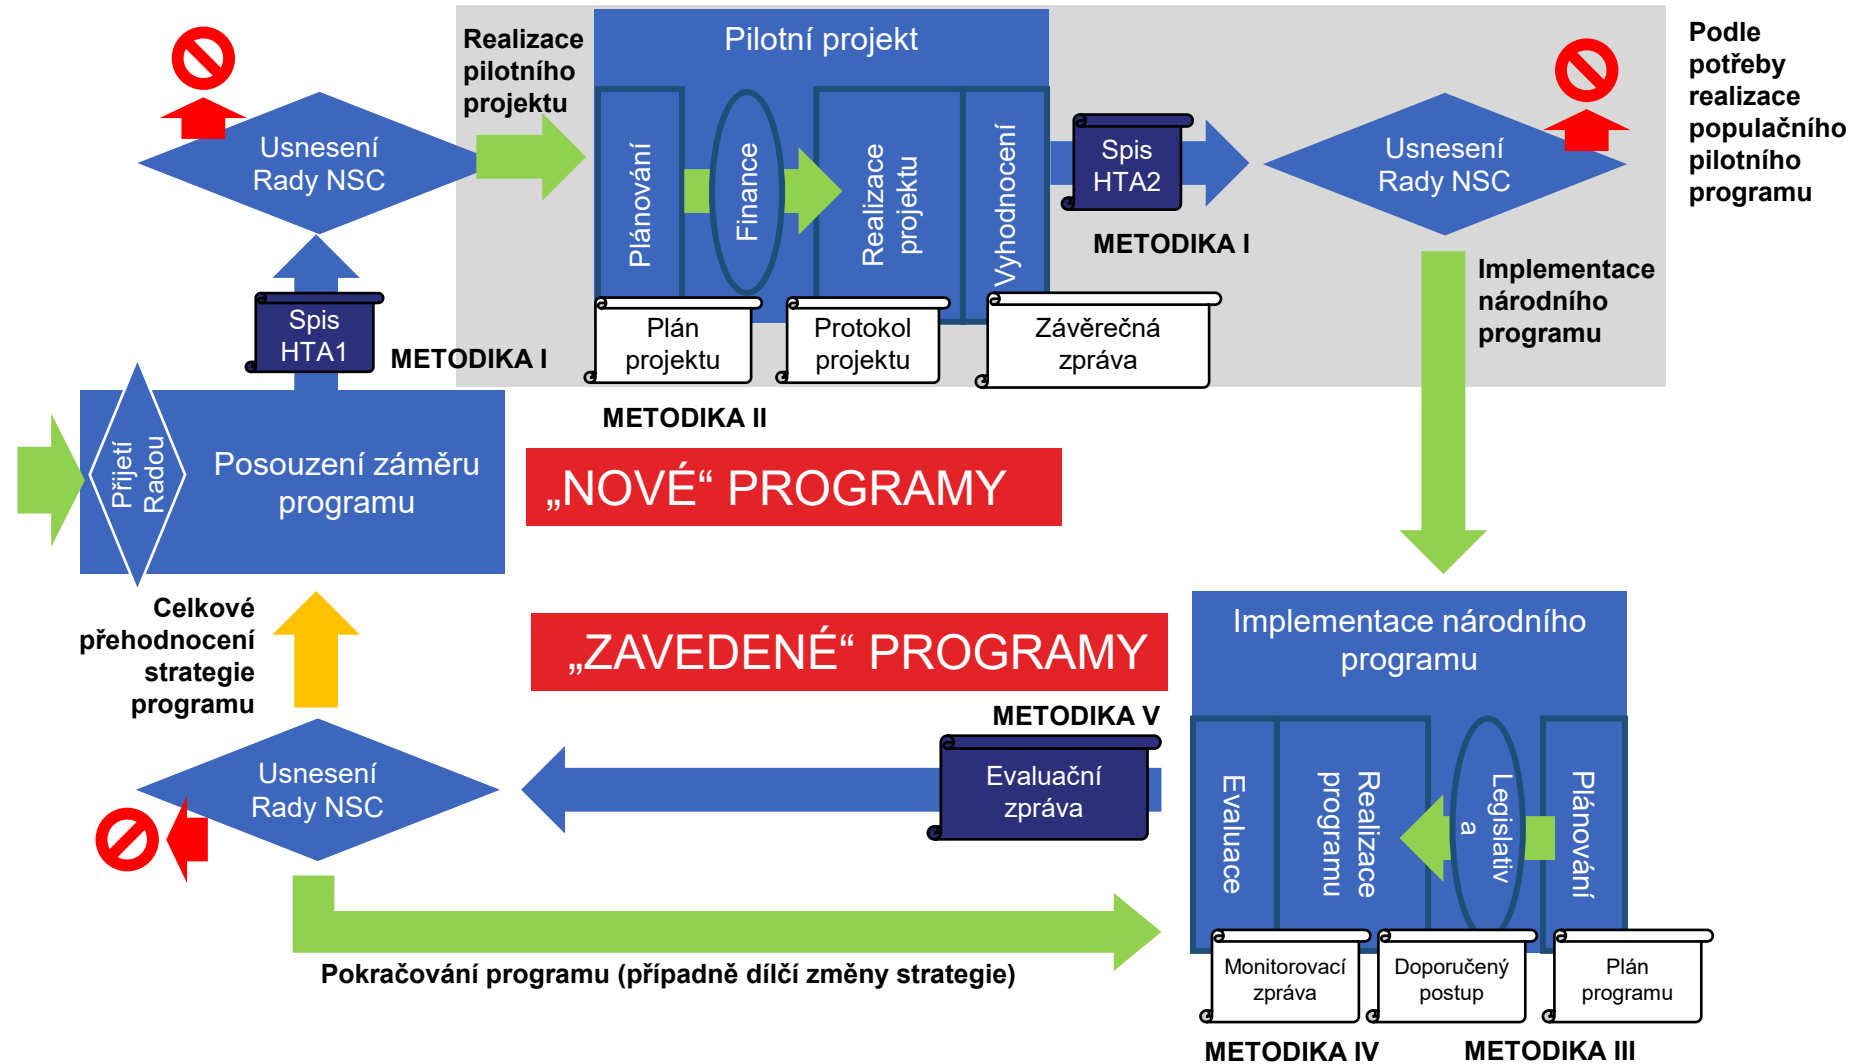 Realizace
pilotního
projektu
Pilotní projekt
Podle
potřeby
realizace
populačního
pilotního
programu
Usnesení
Rady NSC
Plánování
Finance
Realizace
projektu
Vyhodnocení
Spis
HTA2
METODIKA I
Usnesení
Rady NSC
Implementace
národního
programu
Spis
HTA1
METODIKA I
Plán
projektu
Protokol
projektu
Závěrečná
zpráva
METODIKA II
Přijetí
Radou
Posouzení záměru
programu
„NOVÉ“ PROGRAMY
Celkové
přehodnocení
strategie
programu
„ZAVEDENÉ“ PROGRAMY
Implementace národního
programu
METODIKA V
Evaluační
zpráva
Usnesení
Rady NSC
Evaluace
Realizace
programu
Legislativ
a
Plánování
Pokračování programu (případně dílčí změny strategie)
Monitorovací
zpráva
Doporučený
postup
Plán
programu
METODIKA IV
METODIKA III